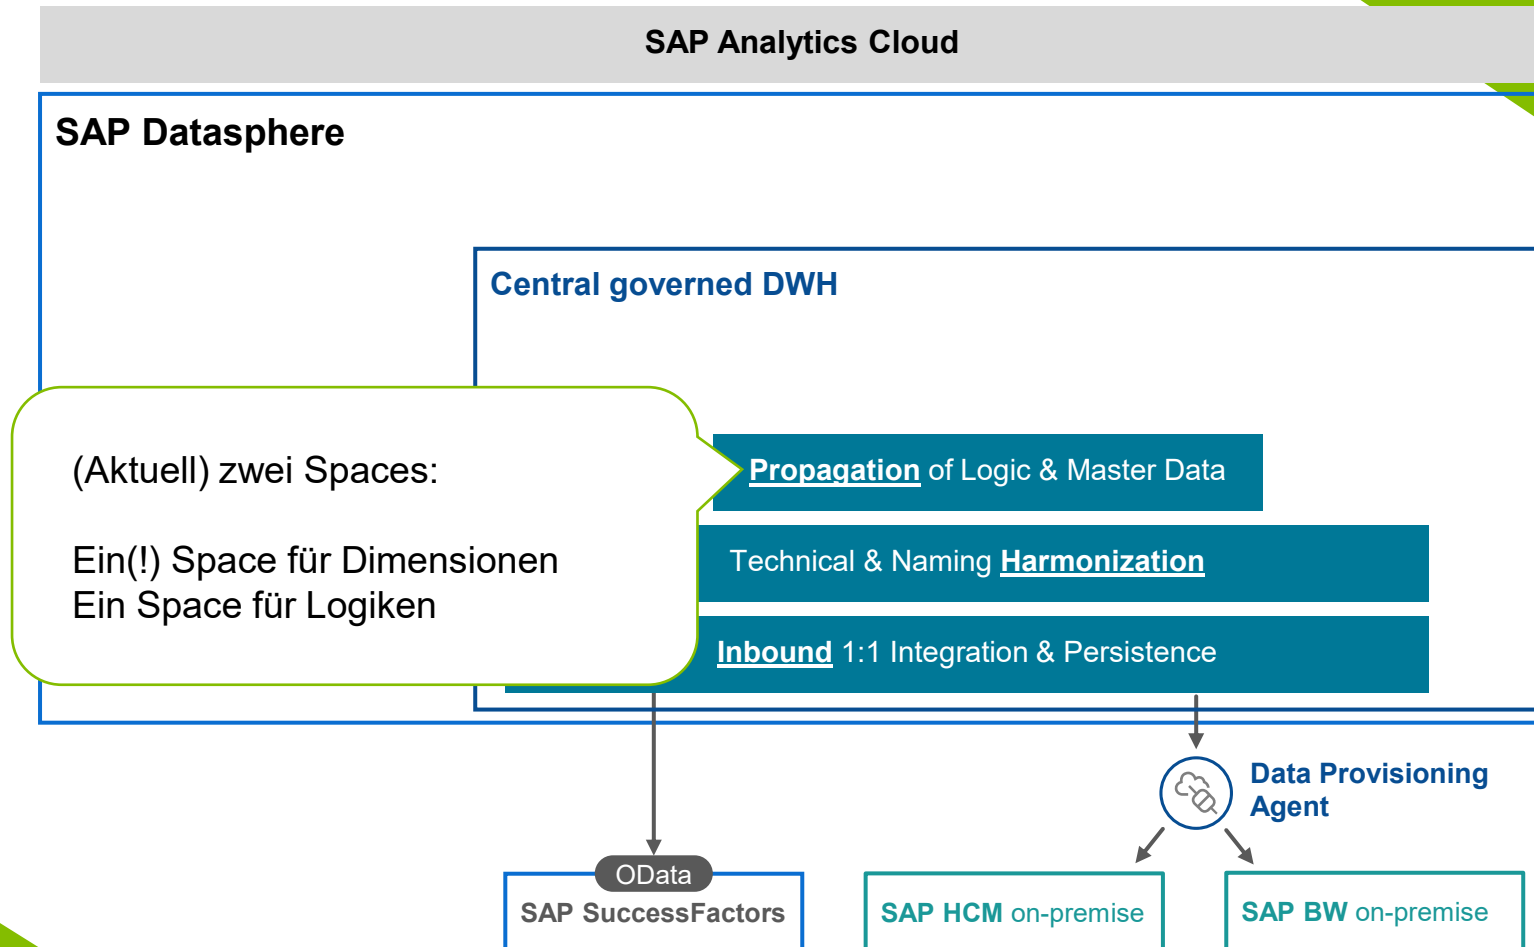 SAP Analytics Cloud
SAP Datasphere
Central governed DWH
(Aktuell) zwei Spaces:
Ein(!) Space für Dimensionen
Ein Space für Logiken
Propagation of Logic & Master Data
Technical & Naming Harmonization
Inbound 1:1 Integration & Persistence
Data Provisioning
Agent
OData
SAP SuccessFactors
SAP HCM on-premise
SAP BW on-premise